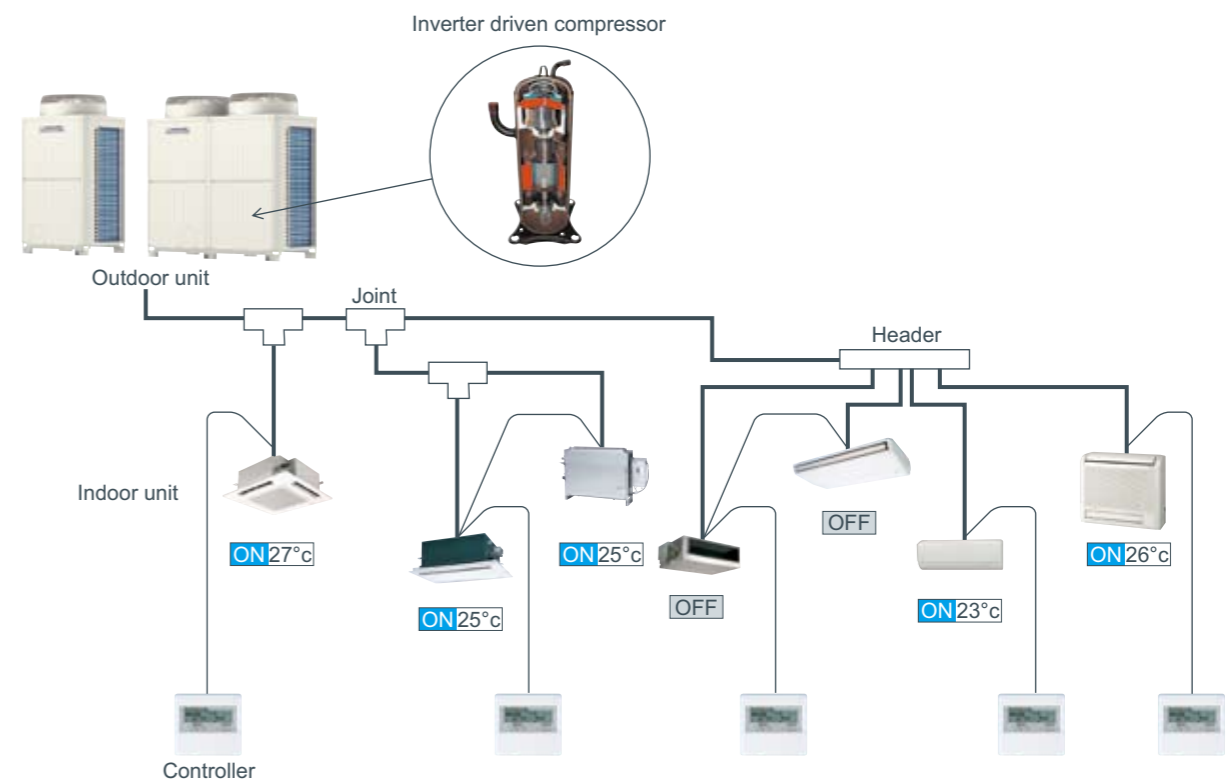 Inverter driven compressor
Outdoor unit
Joint
Header
Indoor unit
OFF
ON 27°c
ON 25°c
ON 26°c
OFF
ON 23°c
ON 25°c
Controller